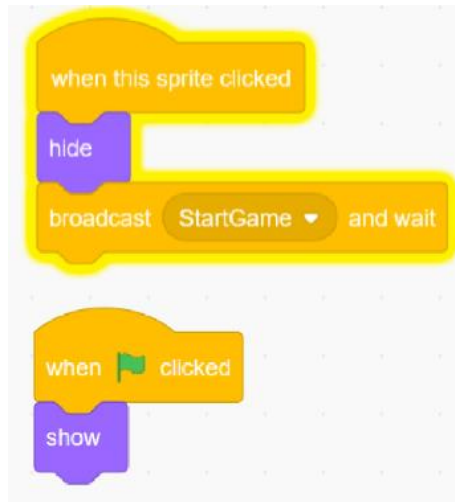 when this sprite clicked
hide
broadcast StartGame and wait
when clicked
show